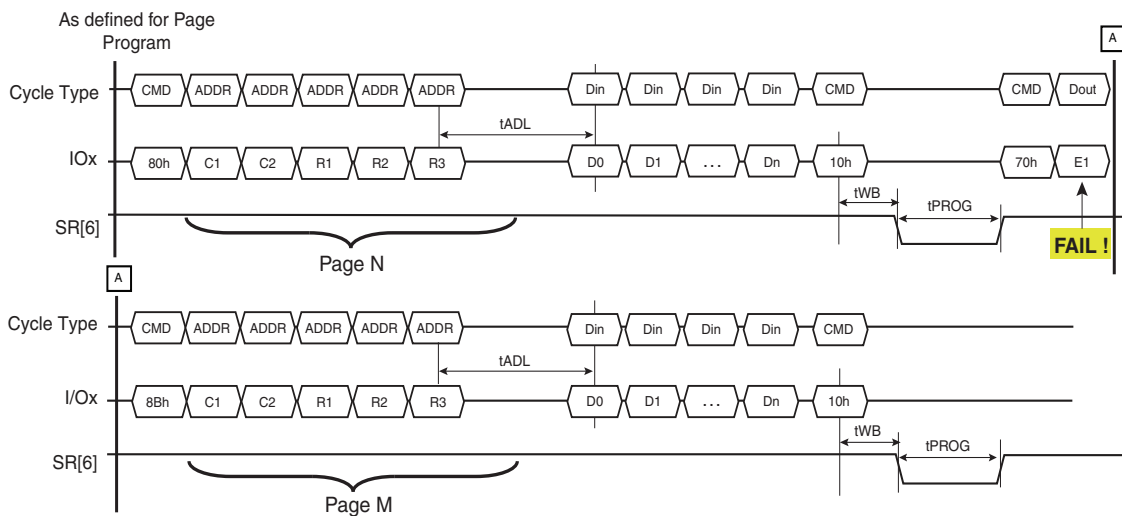 As defined for Page
Program
A
Cycle Type CMD ADDR ADDR ADDR ADDR ADDR Din Din Din Din CMD CMD Dout
tADL
IOx 80h C1 C2 R1 R2 R3 D0 D1 ... Dn 10h 70h E1
tWB tPROG
SR[6]
FAIL !
Page N
A
Cycle Type CMD ADDR ADDR ADDR ADDR ADDR Din Din Din Din CMD
tADL
I/Ox 8Bh C1 C2 R1 R2 R3 D0 D1 ... Dn 10h
tWB tPROG
SR[6]
Page M